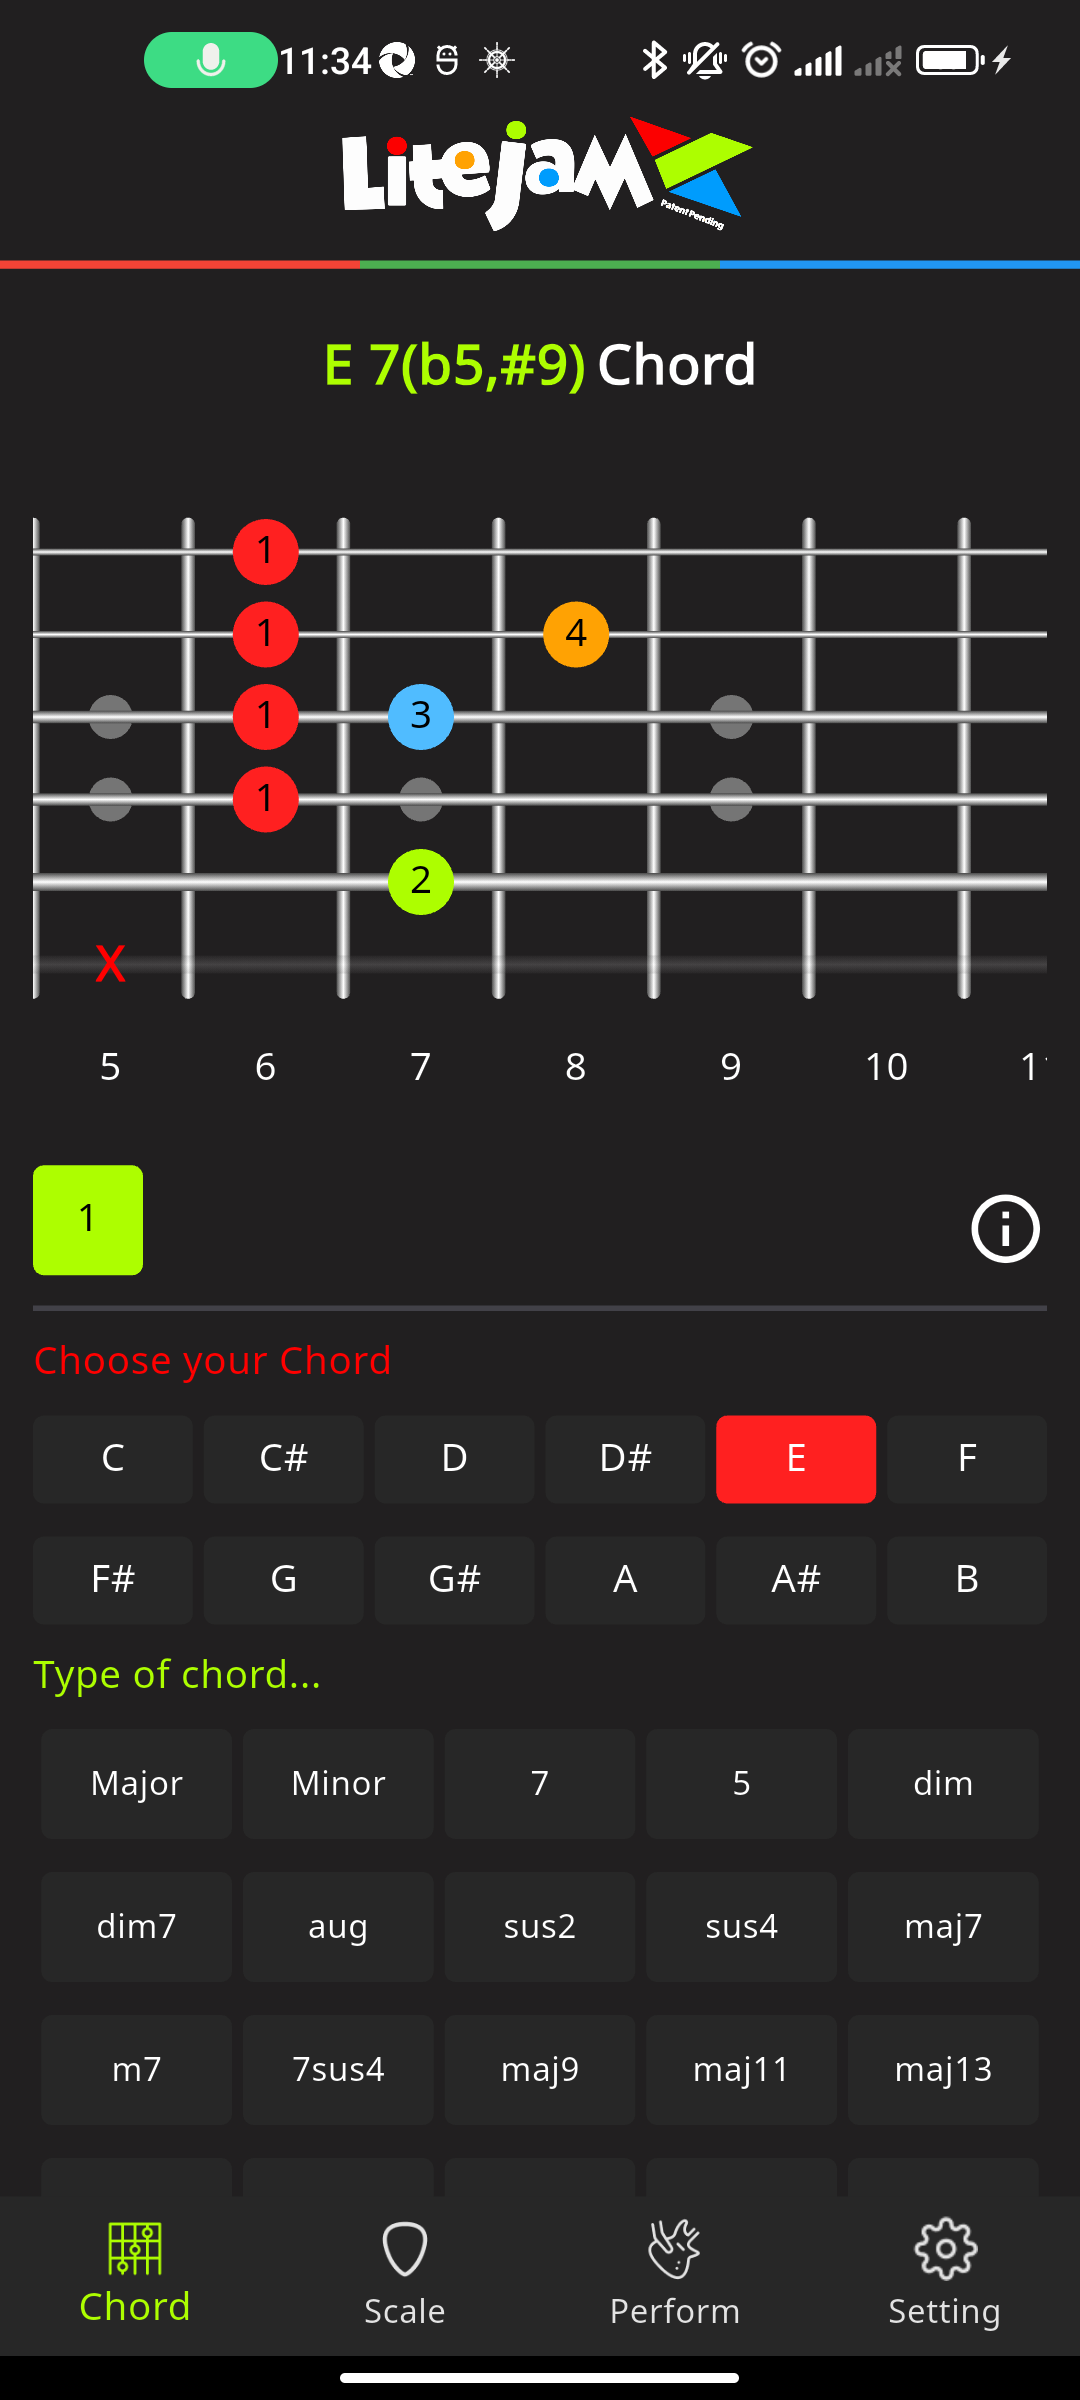 11:34
LitejaM
Patent Pending
E 7(b5,#9) Chord
1
1 4
1 3
1
2
X
5 6 7 8 9 10
1
Choose your Chord
C C# D D# E F
F# G G# A A# B
Type of chord...
Major Minor 7 5 dim
dim7 aug sus2 sus4 maj7
m7 7sus4 maj9 maj11 maj13
Chord Scale Perform Setting